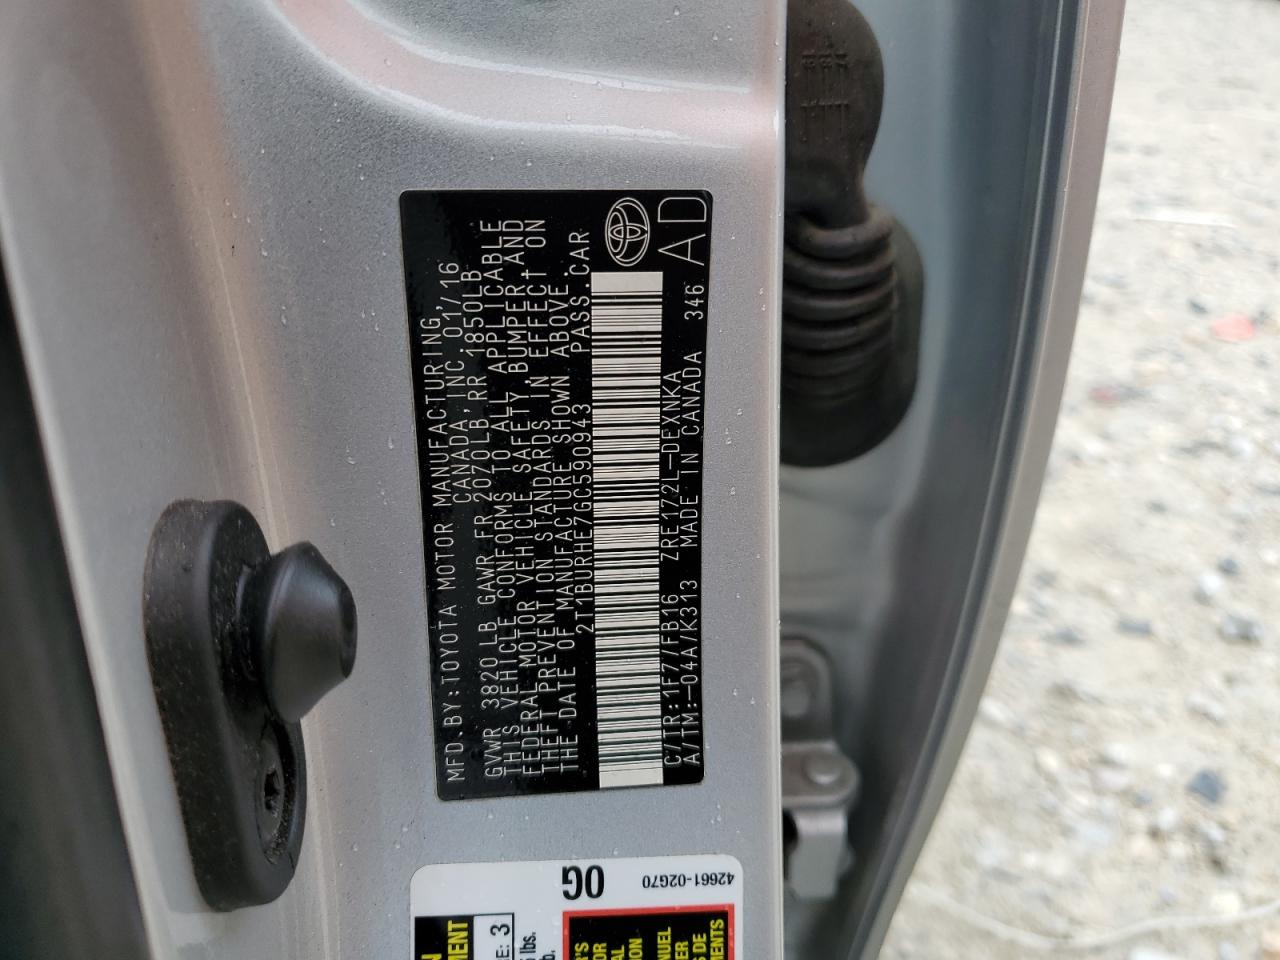 MFD.BY:TOYOTA MOTOR MANUFACTURING,
CANADA,INC. 01/16
GVWR 3820LB GAWR FR 2070LB,RR 1850LB
THIS VEHICLE CONFORMS TO ALL APPLICABLE
FEDERAL MOTOR VEHICLE SAFETY,BUMPER,AND
THEFT PREVENTION STANDARDS IN EFFECT ON
THE DATE OF MANUFACTURE SHOWN ABOVE.
2T1BURHE7GC590943 PASS.CAR
C/TR:1F7/FB16 ZRE172L-DEXNKA
A/TM:-04A/K313 MADE IN CANADA 346
AD
42661-02G70
0G
E: 3
lbs.